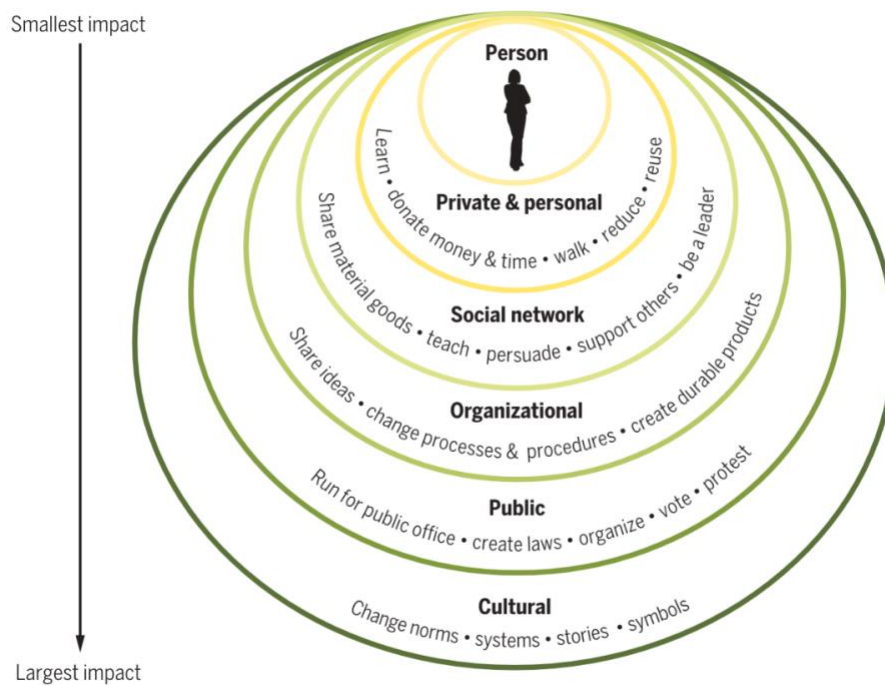 Smallest impact
Person
Private & personal
Learn • donate money & time • walk • reduce • reuse
Social network
Share material goods • teach • persuade • support others • be a leader
Organizational
Share ideas • change processes & procedures • create durable products
Public
Run for public office • create laws • organize • vote • protest
Cultural
Change norms • systems • stories • symbols
Largest impact